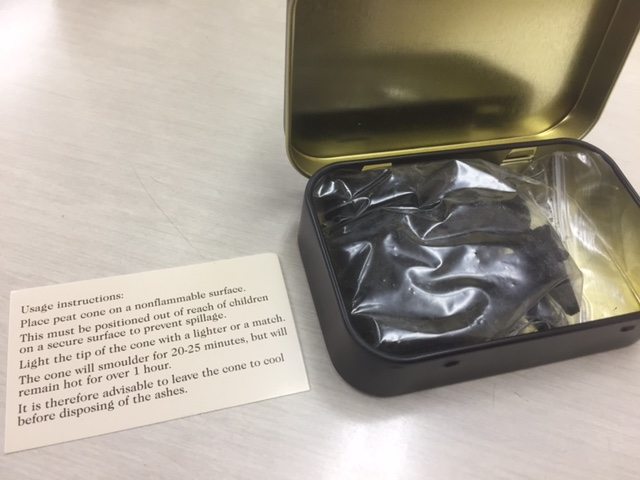 Usage instructions:
Place peat cone on a nonflammable surface.
This must be positioned out of reach of children
on a secure surface to prevent spillage.
Light the tip of the cone with a lighter or a match.
The cone will smoulder for 20-25 minutes, but will
remain hot for over 1 hour.
It is therefore advisable to leave the cone to cool
before disposing of the ashes.